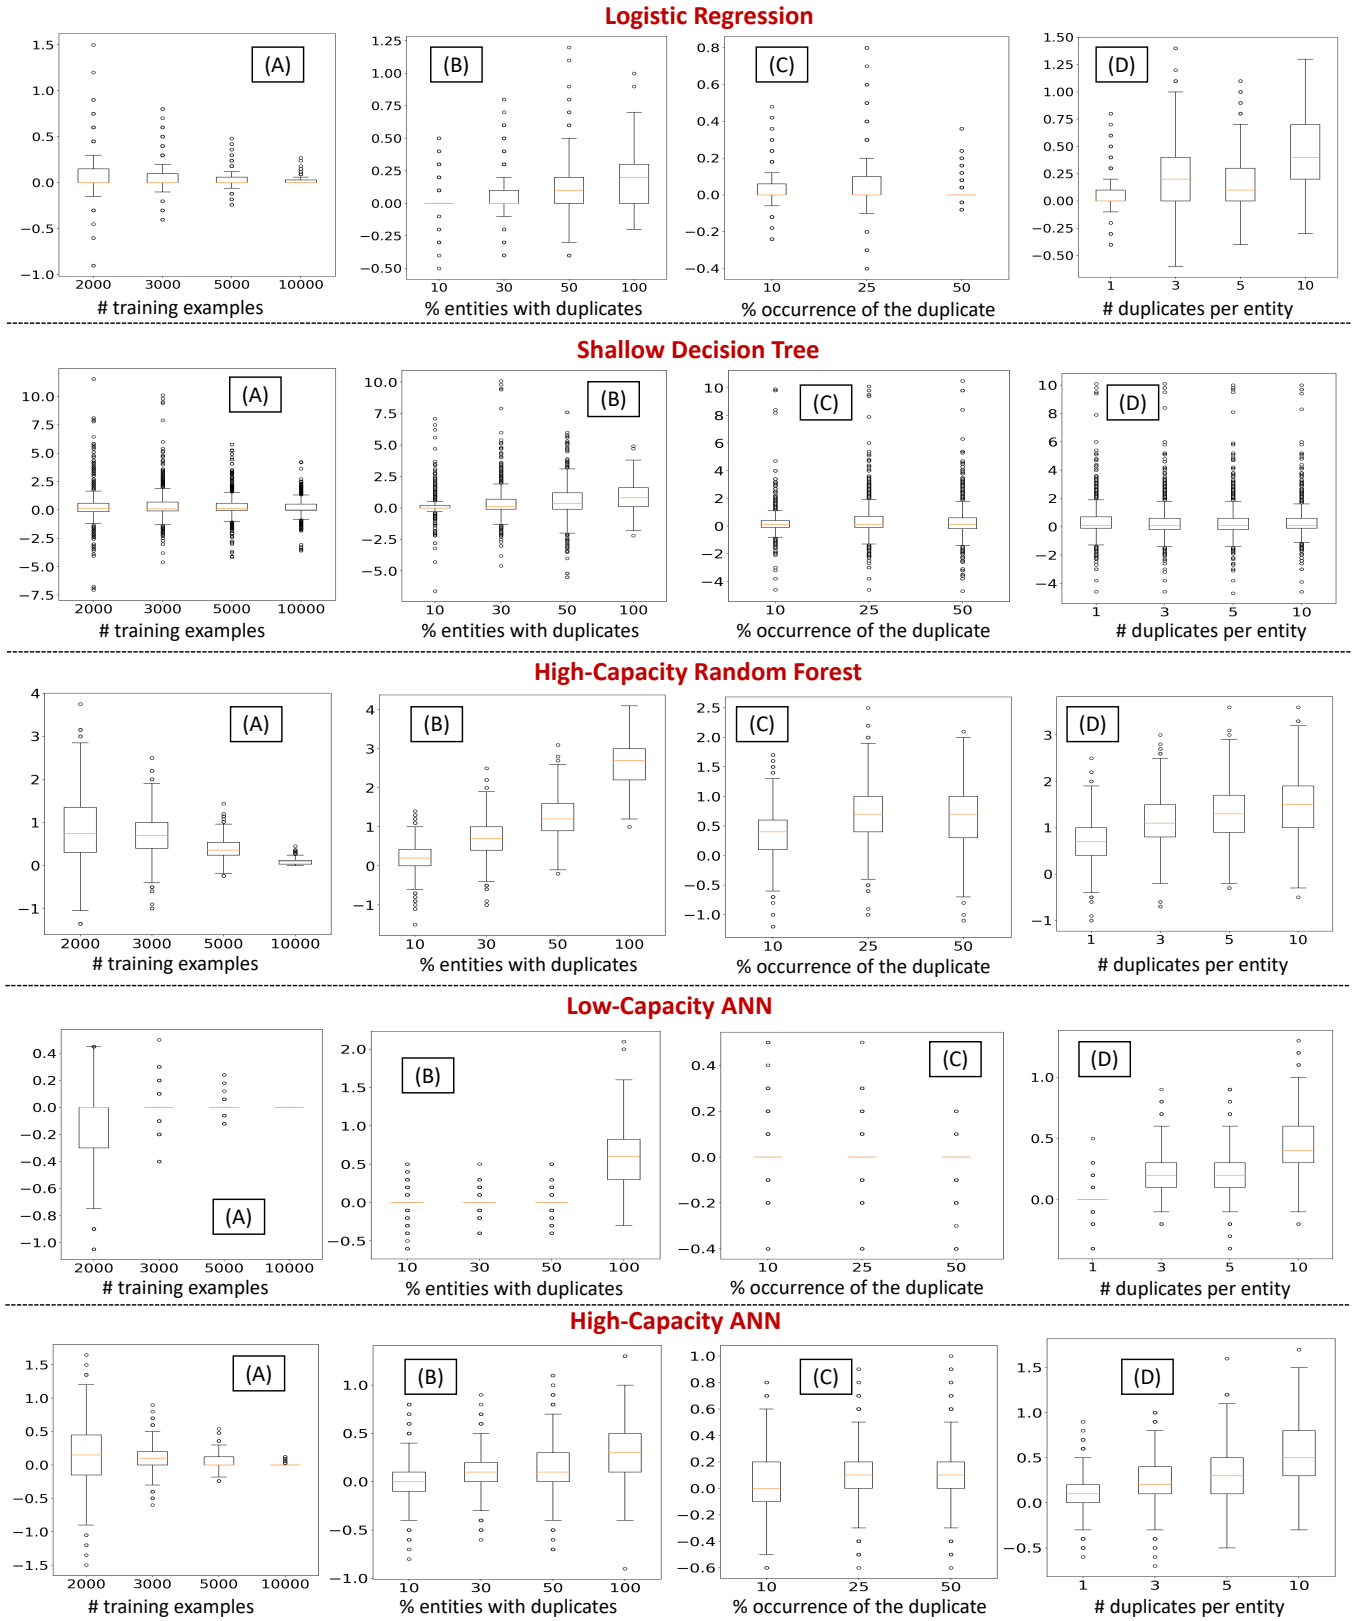 Logistic Regression
(A) (B) (C) (D)
1.5 1.0 0.5 0.0 −0.5 −1.0
2000 3000 5000 10000
# training examples
1.25 1.00 0.75 0.50 0.25 0.00 −0.25 −0.50
10 30 50 100
% entities with duplicates
0.8 0.6 0.4 0.2 0.0 −0.2 −0.4
10 25 50
% occurrence of the duplicate
1.50 1.25 1.00 0.75 0.50 0.25 0.00 −0.25 −0.50
1 3 5 10
# duplicates per entity
Shallow Decision Tree
(A) (B) (C) (D)
10.0 7.5 5.0 2.5 0.0 −2.5 −5.0 −7.5
2000 3000 5000 10000
# training examples
10.0 7.5 5.0 2.5 0.0 −2.5 −5.0
10 30 50 100
% entities with duplicates
10 8 6 4 2 0 −2 −4
10 25 50
% occurrence of the duplicate
10 8 6 4 2 0 −2 −4
1 3 5 10
# duplicates per entity
High-Capacity Random Forest
(A) (B) (C) (D)
4 3 2 1 0 −1
2000 3000 5000 10000
# training examples
4 3 2 1 0 −1
10 30 50 100
% entities with duplicates
2.5 2.0 1.5 1.0 0.5 0.0 −0.5 −1.0
10 25 50
% occurrence of the duplicate
3 2 1 0 −1
1 3 5 10
# duplicates per entity
Low-Capacity ANN
(A) (B) (C) (D)
0.4 0.2 0.0 −0.2 −0.4 −0.6 −0.8 −1.0
2000 3000 5000 10000
# training examples
2.0 1.5 1.0 0.5 0.0 −0.5
10 30 50 100
% entities with duplicates
0.4 0.2 0.0 −0.2 −0.4
10 25 50
% occurrence of the duplicate
1.0 0.5 0.0
1 3 5 10
# duplicates per entity
High-Capacity ANN
(A) (B) (C) (D)
1.5 1.0 0.5 0.0 −0.5 −1.0 −1.5
2000 3000 5000 10000
# training examples
1.0 0.5 0.0 −0.5 −1.0
10 30 50 100
% entities with duplicates
1.0 0.8 0.6 0.4 0.2 0.0 −0.2 −0.4 −0.6
10 25 50
% occurrence of the duplicate
1.5 1.0 0.5 0.0 −0.5
1 3 5 10
# duplicates per entity